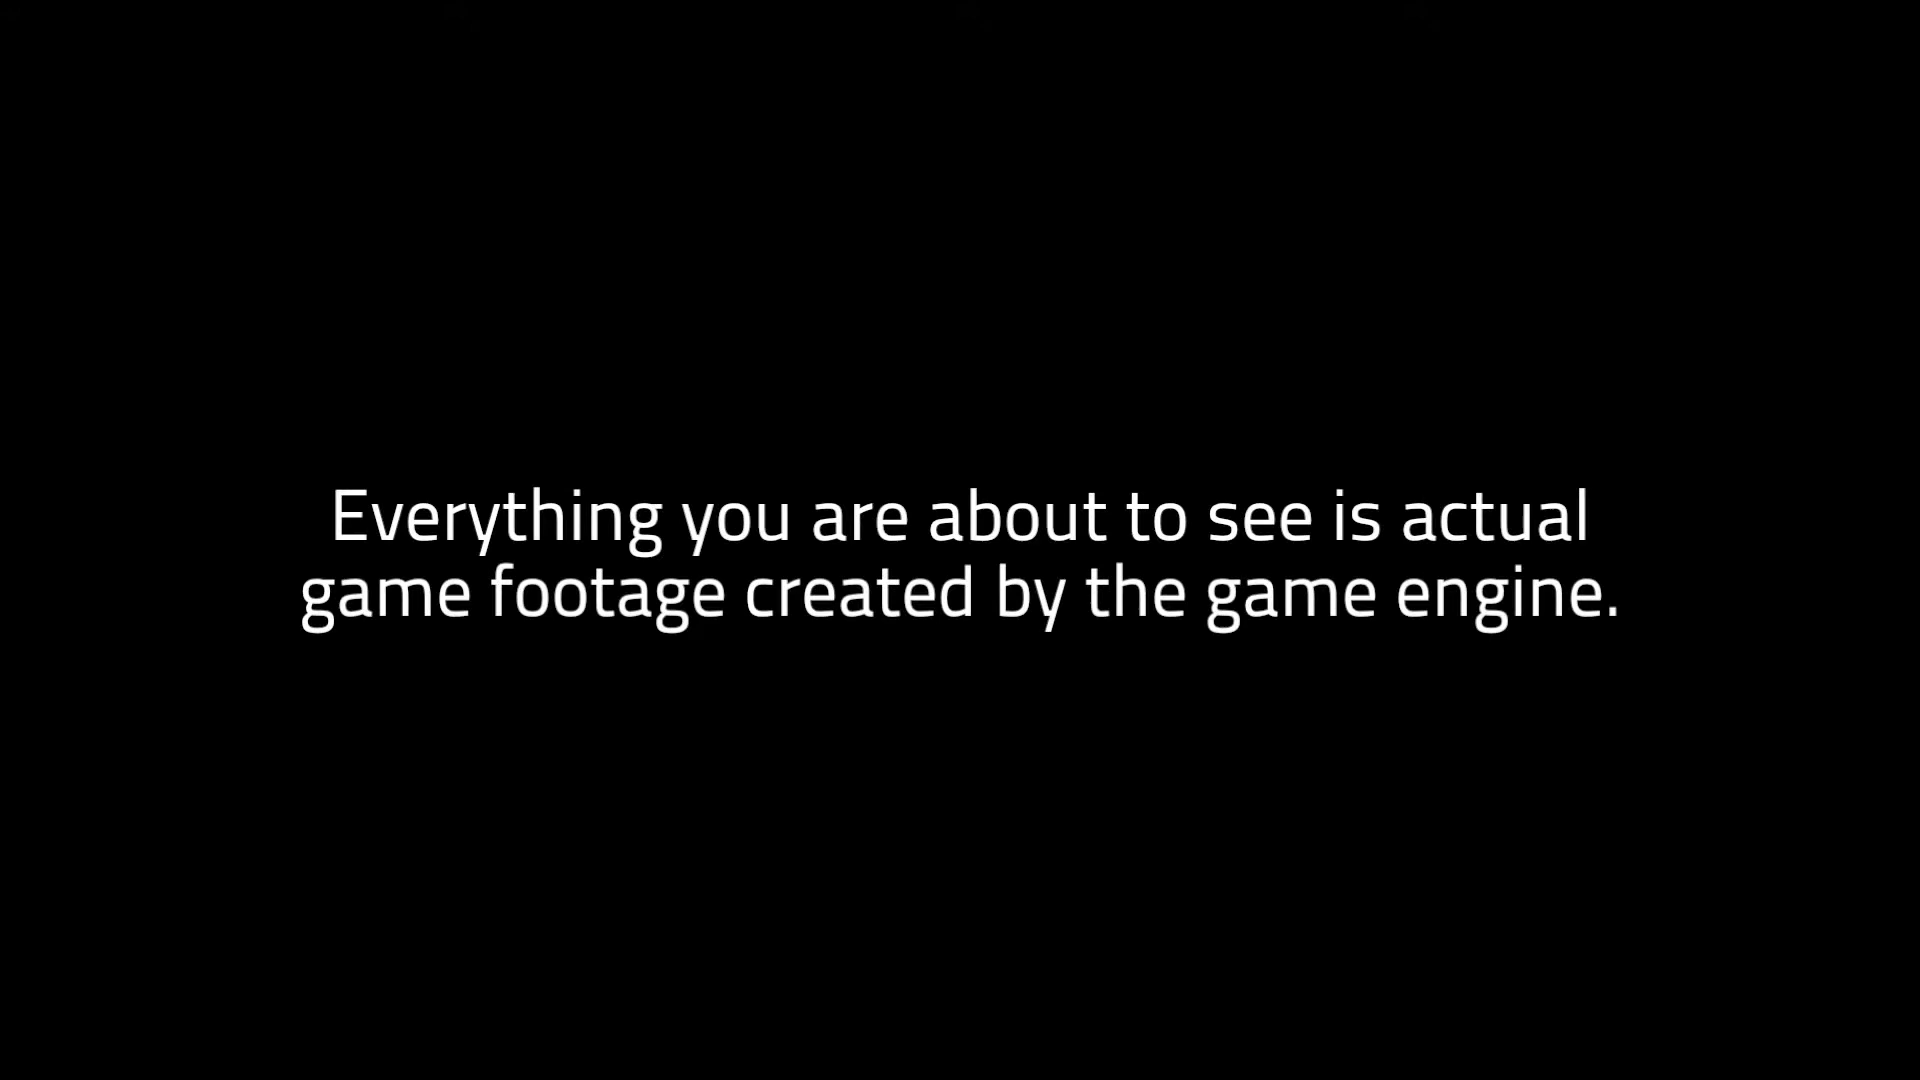 Everything you are about to see is actual
game footage created by the game engine.